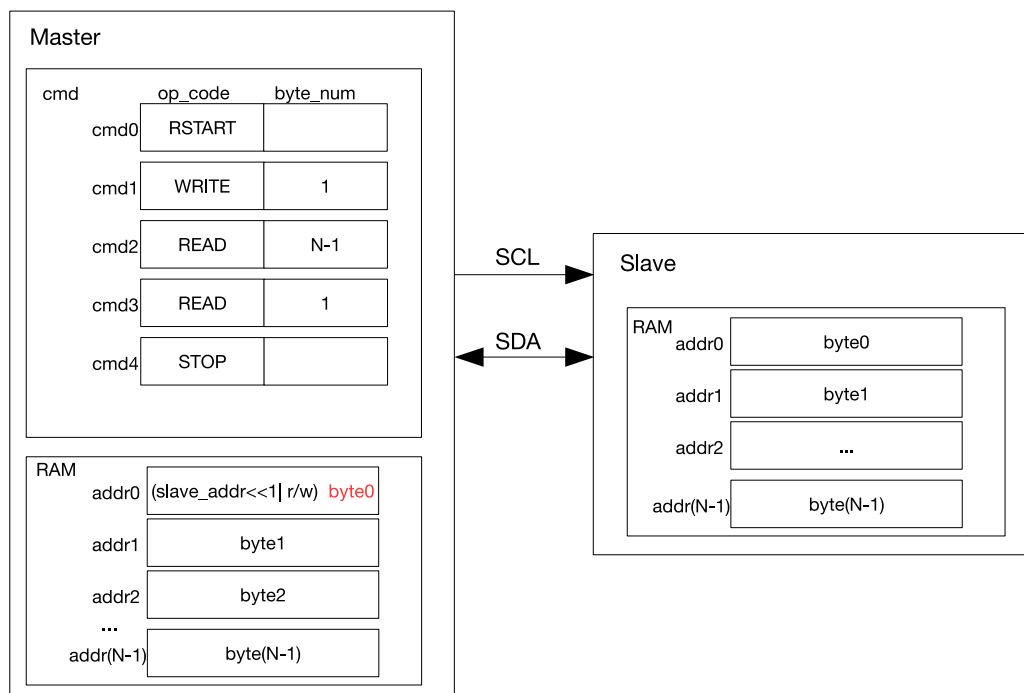 Master
cmd op_code byte_num
cmd0 RSTART
cmd1 WRITE 1
cmd2 READ N-1
cmd3 READ 1
cmd4 STOP
RAM
addr0 (slave_addr<<1| r/w) byte0
addr1 byte1
addr2 byte2
...
addr(N-1) byte(N-1)
SCL
SDA
Slave
RAM
addr0 byte0
addr1 byte1
addr2 ...
addr(N-1) byte(N-1)